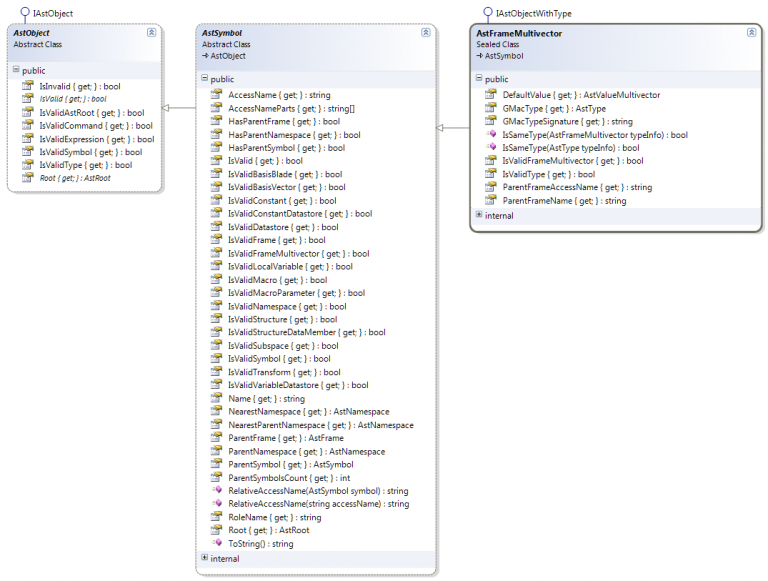 IAstObject
AstObject
Abstract Class
public
IsInvalid { get; } : bool
IsValid { get; } : bool
IsValidAstRoot { get; } : bool
IsValidCommand { get; } : bool
IsValidExpression { get; } : bool
IsValidSymbol { get; } : bool
IsValidType { get; } : bool
Root { get; } : AstRoot
AstSymbol
Abstract Class
AstObject
public
AccessName { get; } : string
AccessNameParts { get; } : string[]
HasParentFrame { get; } : bool
HasParentNamespace { get; } : bool
HasParentSymbol { get; } : bool
IsValid { get; } : bool
IsValidBasisBlade { get; } : bool
IsValidBasisVector { get; } : bool
IsValidConstant { get; } : bool
IsValidConstantDatastore { get; } : bool
IsValidDatastore { get; } : bool
IsValidFrame { get; } : bool
IsValidFrameMultivector { get; } : bool
IsValidLocalVariable { get; } : bool
IsValidMacro { get; } : bool
IsValidMacroParameter { get; } : bool
IsValidNamespace { get; } : bool
IsValidStructure { get; } : bool
IsValidStructureDataMember { get; } : bool
IsValidSubspace { get; } : bool
IsValidSymbol { get; } : bool
IsValidTransform { get; } : bool
IsValidVariableDatastore { get; } : bool
Name { get; } : string
NearestNamespace { get; } : AstNamespace
NearestParentNamespace { get; } : AstNamespace
ParentFrame { get; } : AstFrame
ParentNamespace { get; } : AstNamespace
ParentSymbol { get; } : AstSymbol
ParentSymbolsCount { get; } : int
RelativeAccessName(AstSymbol symbol) : string
RelativeAccessName(string accessName) : string
RoleName { get; } : string
Root { get; } : AstRoot
ToString() : string
internal
IAstObjectWithType
AstFrameMultivector
Sealed Class
AstSymbol
public
DefaultValue { get; } : AstValueMultivector
GMacType { get; } : AstType
GMacTypeSignature { get; } : string
IsSameType(AstFrameMultivector typeInfo) : bool
IsSameType(AstType typeInfo) : bool
IsValidFrameMultivector { get; } : bool
IsValidType { get; } : bool
ParentFrameAccessName { get; } : string
ParentFrameName { get; } : string
internal